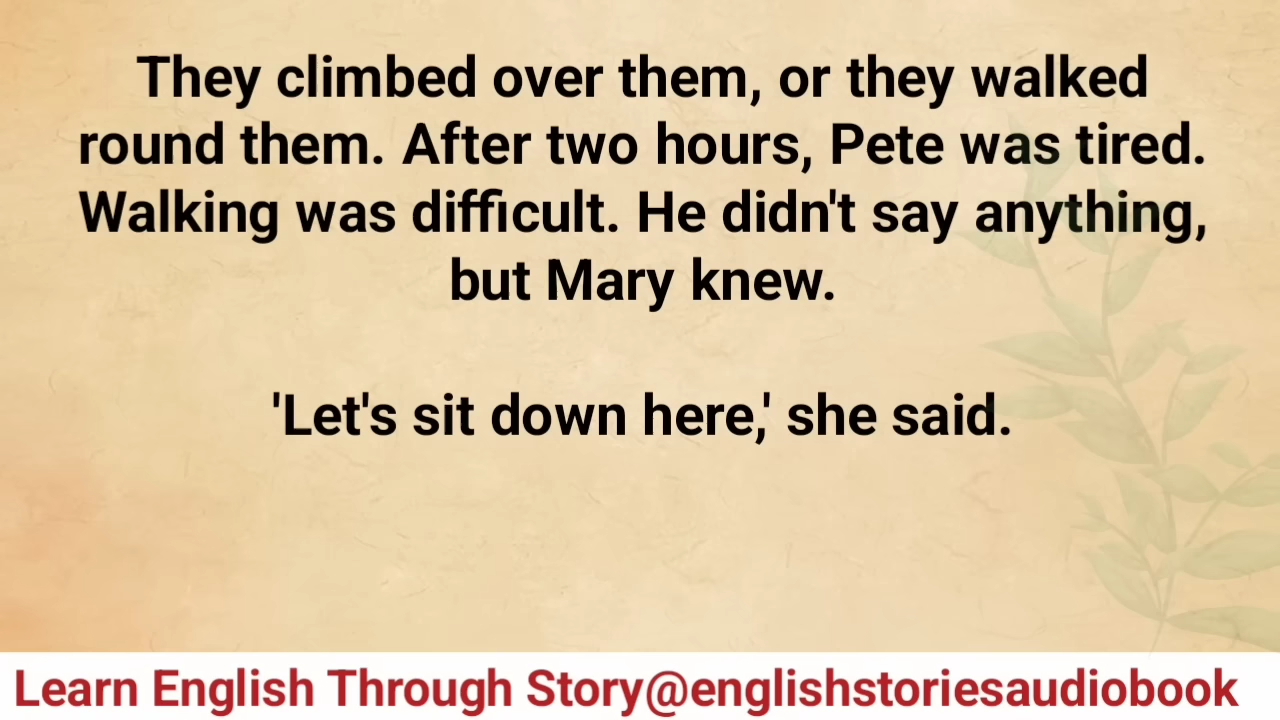 They climbed over them, or they walked
round them. After two hours, Pete was tired.
Walking was difficult. He didn't say anything,
but Mary knew.
'Let's sit down here,' she said.
Learn English Through Story@englishstoriesaudiobook